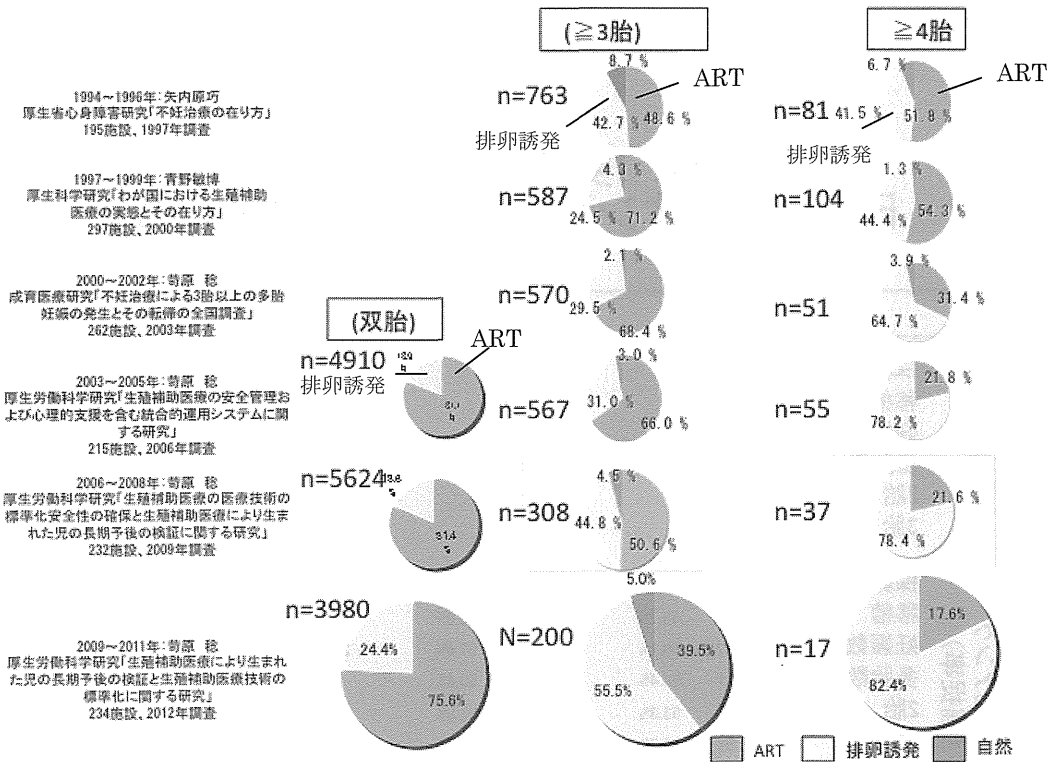 (≧3胎)
≧4胎
1994~1996年:矢内原巧
厚生省心身障害研究「不妊治療の在り方」
195施設、1997年調査
n=763
8.7 %
ART
42.7 %
48.6 %
排卵誘発
n=81
6.7 %
ART
41.5 %
51.8 %
排卵誘発
1997~1999年:青野敏博
厚生科学研究「わが国における生殖補助
医療の実態とその在り方」
297施設、2000年調査
n=587
4.3 %
24.5 %
71.2 %
n=104
1.3 %
44.4 %
54.3 %
2000~2002年:苛原 稔
成育医療研究「不妊治療による3胎以上の多胎
妊娠の発生とその転帰の全国調査」
262施設、2003年調査
n=570
2.1 %
29.5 %
68.4 %
n=51
3.9 %
31.4 %
64.7 %
(双胎)
2003~2005年:苛原 稔
厚生労働科学研究「生殖補助医療の安全管理お
よび心理的支援を含む統合的運用システムに関
する研究」
215施設、2006年調査
n=4910
排卵誘発
ART
n=567
3.0 %
31.0 %
66.0 %
n=55
21.8 %
78.2 %
2006~2008年:苛原 稔
厚生労働科学研究「生殖補助医療の医療技術の
標準化安全性の確保と生殖補助医療により生ま
れた児の長期予後の検証に関する研究」
232施設、2009年調査
n=5624
n=308
4.5 %
44.8 %
50.6 %
n=37
21.6 %
78.4 %
2009~2011年:苛原 稔
厚生労働科学研究「生殖補助医療により生まれ
た児の長期予後の検証と生殖補助医療技術の
標準化に関する研究」
234施設、2012年調査
n=3980
24.4%
75.6%
N=200
5.0%
39.5%
55.5%
n=17
17.6%
82.4%
ART 排卵誘発 自然